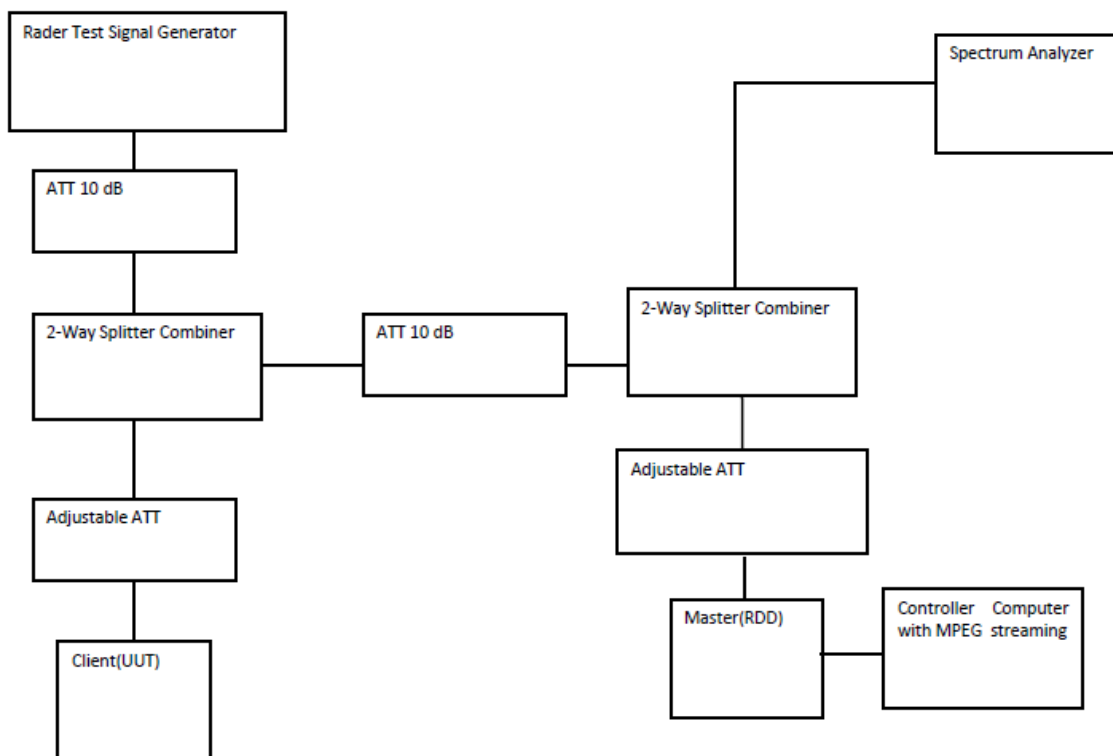 Rader Test Signal Generator
Spectrum Analyzer
ATT 10 dB
2-Way Splitter Combiner
ATT 10 dB
2-Way Splitter Combiner
Adjustable ATT
Adjustable ATT
Master(RDD)
Controller Computer
with MPEG streaming
Client(UUT)